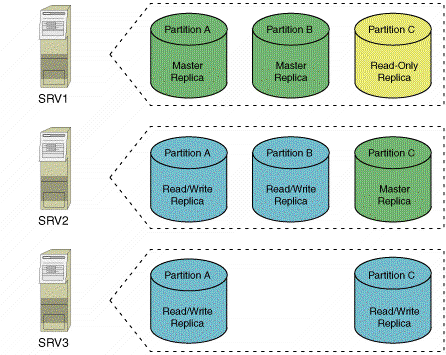 Partition A
Master
Replica
Partition B
Master
Replica
Partition C
Read-Only
Replica
SRV1
Partition A
Read/Write
Replica
Partition B
Read/Write
Replica
Partition C
Master
Replica
SRV2
Partition A
Read/Write
Replica
Partition C
Read/Write
Replica
SRV3